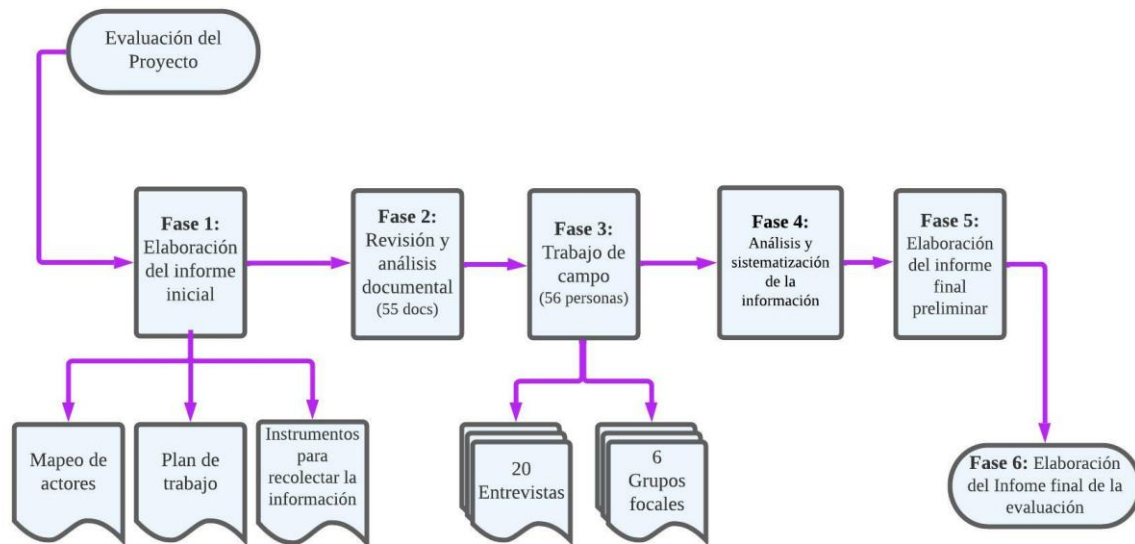 Evaluación del
Proyecto
Fase 1:
Elaboración
del informe
inicial
Fase 2:
Revisión y
análisis
documental
(55 docs)
Fase 3:
Trabajo de
campo
(56 personas)
Fase 4:
Análisis y
sistematización
de la
información
Fase 5:
Elaboración
del informe
final
preliminar
Mapeo de
actores
Plan de
trabajo
Instrumentos
para
recolectar la
información
20
Entrevistas
6
Grupos
focales
Fase 6: Elaboración
del Infome final de la
evaluación